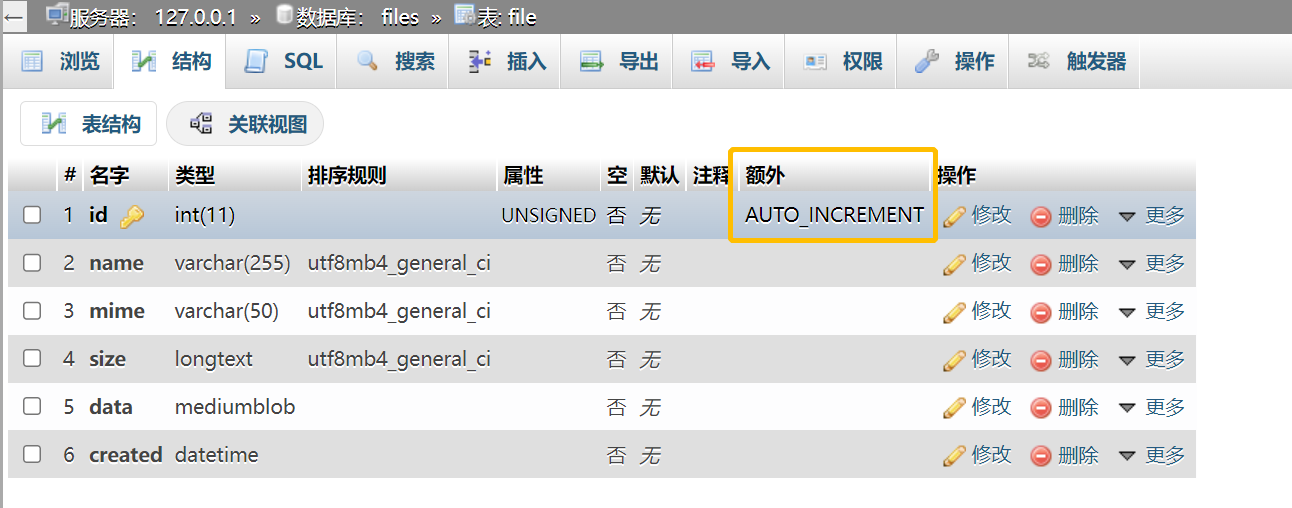 服务器： 127.0.0.1 » 数据库： files » 表: file
浏览 结构 SQL 搜索 插入 导出 导入 权限 操作 触发器
表结构 关联视图
# 名字 类型 排序规则 属性 空 默认 注释 额外 操作
1 id int(11) UNSIGNED 否 无 AUTO_INCREMENT 修改 删除 更多
2 name varchar(255) utf8mb4_general_ci 否 无 修改 删除 更多
3 mime varchar(50) utf8mb4_general_ci 否 无 修改 删除 更多
4 size longtext utf8mb4_general_ci 否 无 修改 删除 更多
5 data mediumblob 否 无 修改 删除 更多
6 created datetime 否 无 修改 删除 更多